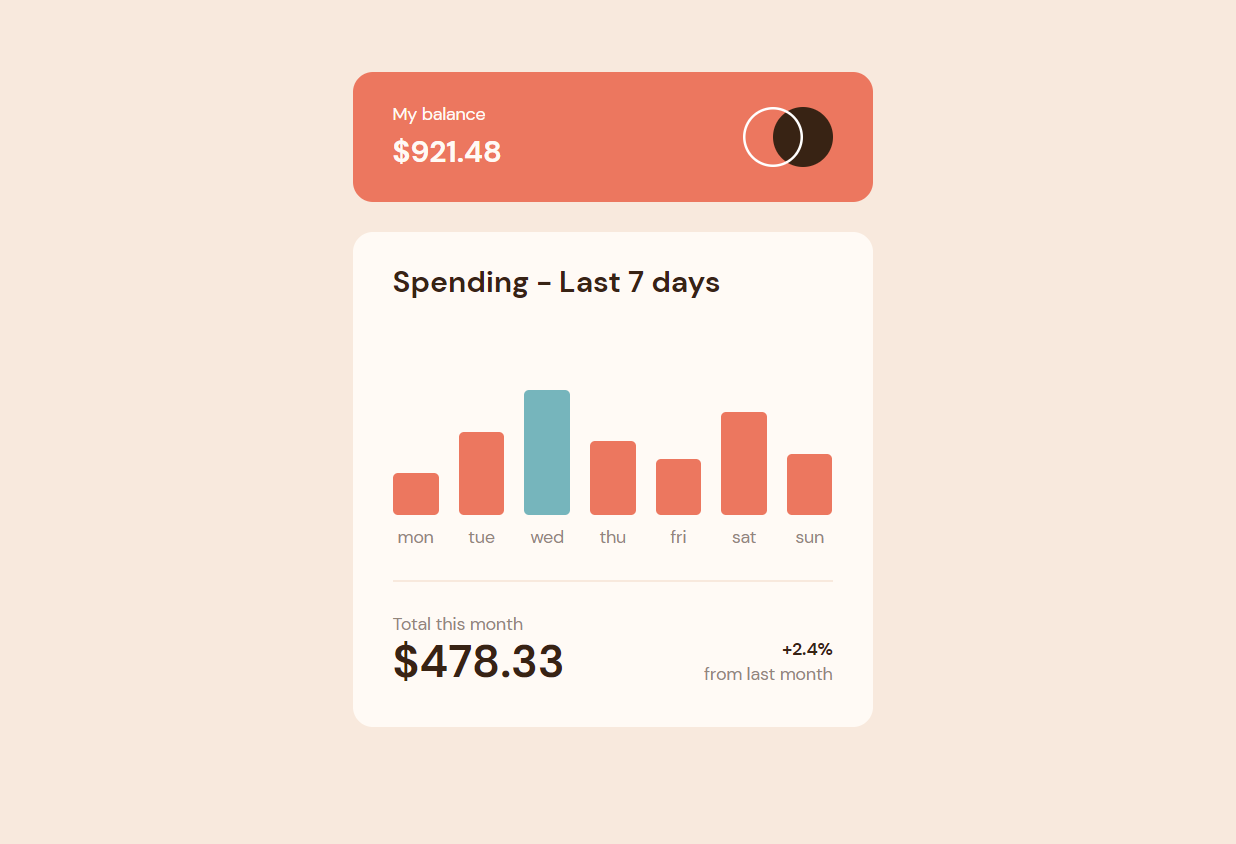 My balance
$921.48
Spending - Last 7 days
mon tue wed thu fri sat sun
Total this month
$478.33
+2.4%
from last month